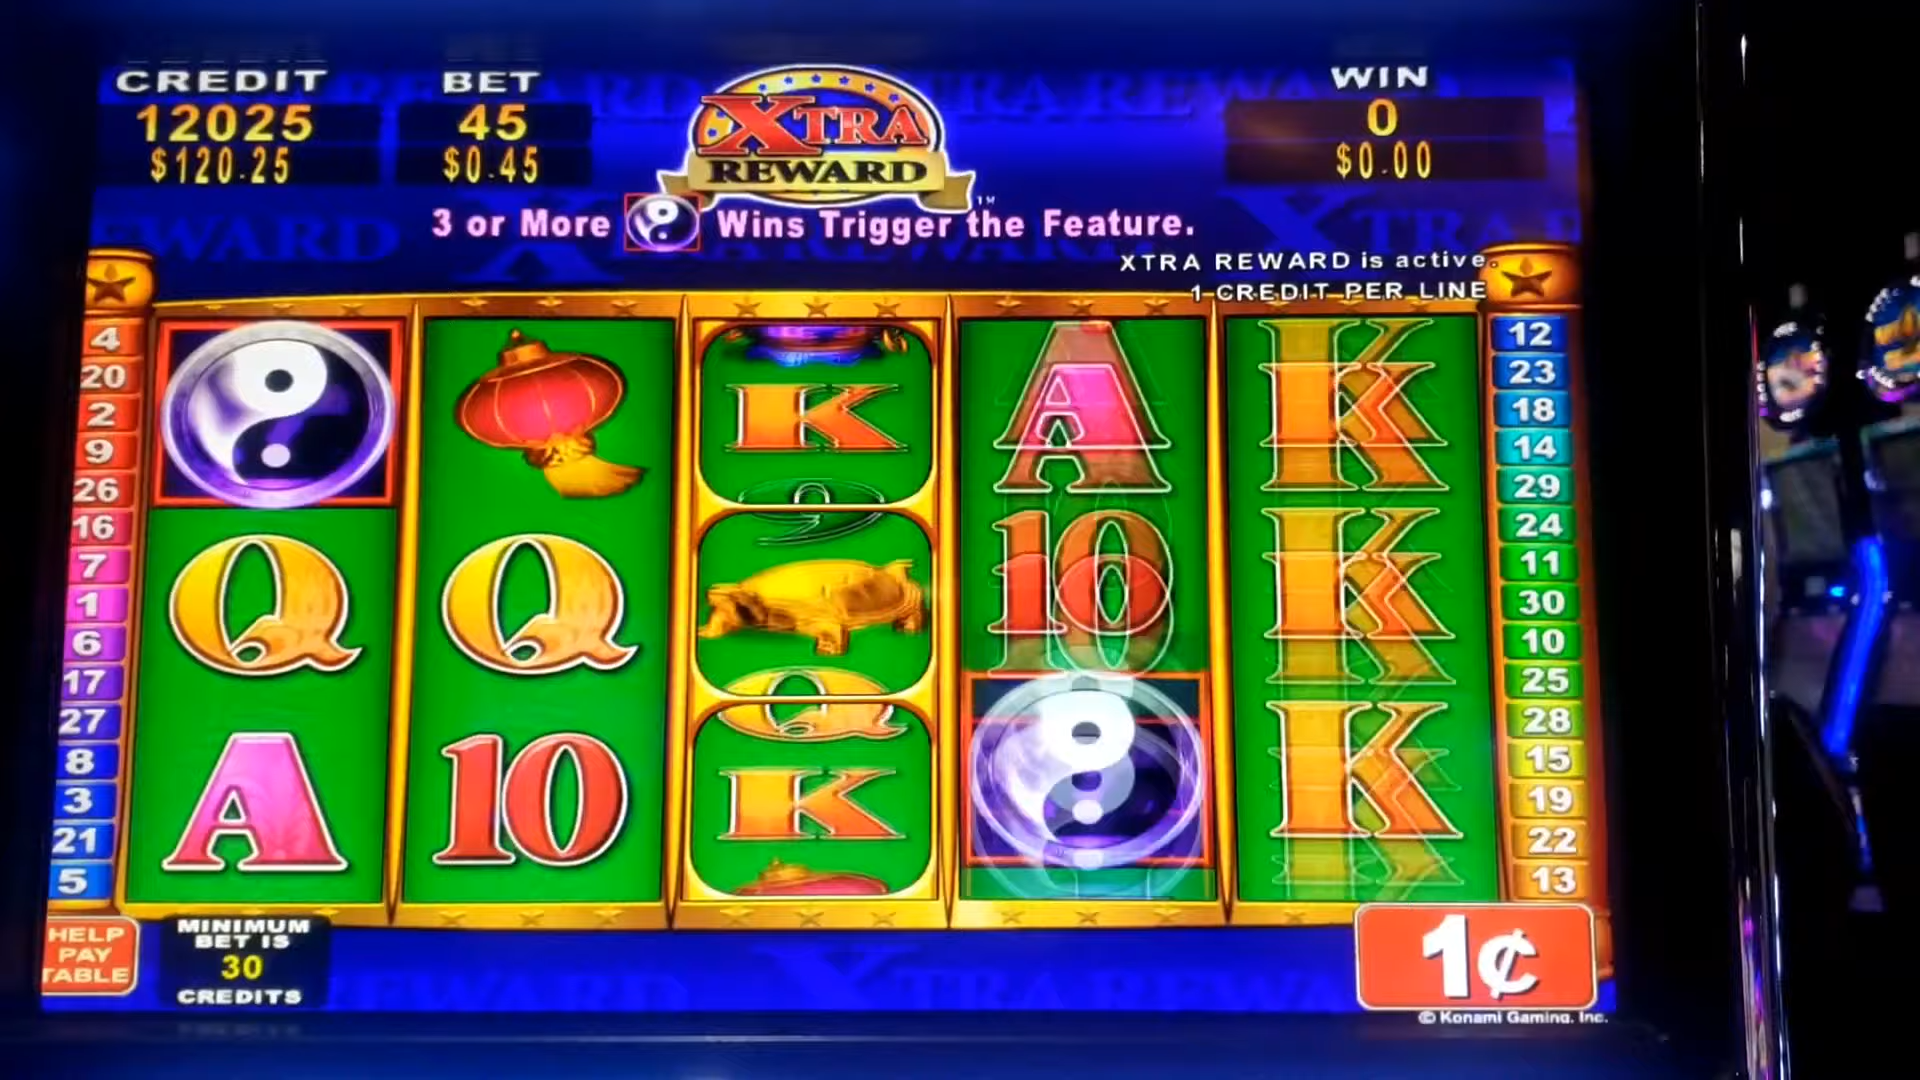 CREDIT
12025
$120.25
BET
45
$0.45
XTRA
REWARD
TM
WIN
0
$0.00
3 or More Wins Trigger the Feature.
XTRA REWARD is active.
1 CREDIT PER LINE
4
20
2
9
26
16
7
1
6
17
27
8
3
21
5
K A K
Q Q 10 K
Q
A 10 K K
12
23
18
14
29
24
11
30
10
25
28
15
19
22
13
HELP
PAY
TABLE
MINIMUM
BET IS
30
CREDITS
1¢
© Konami Gaming, Inc.